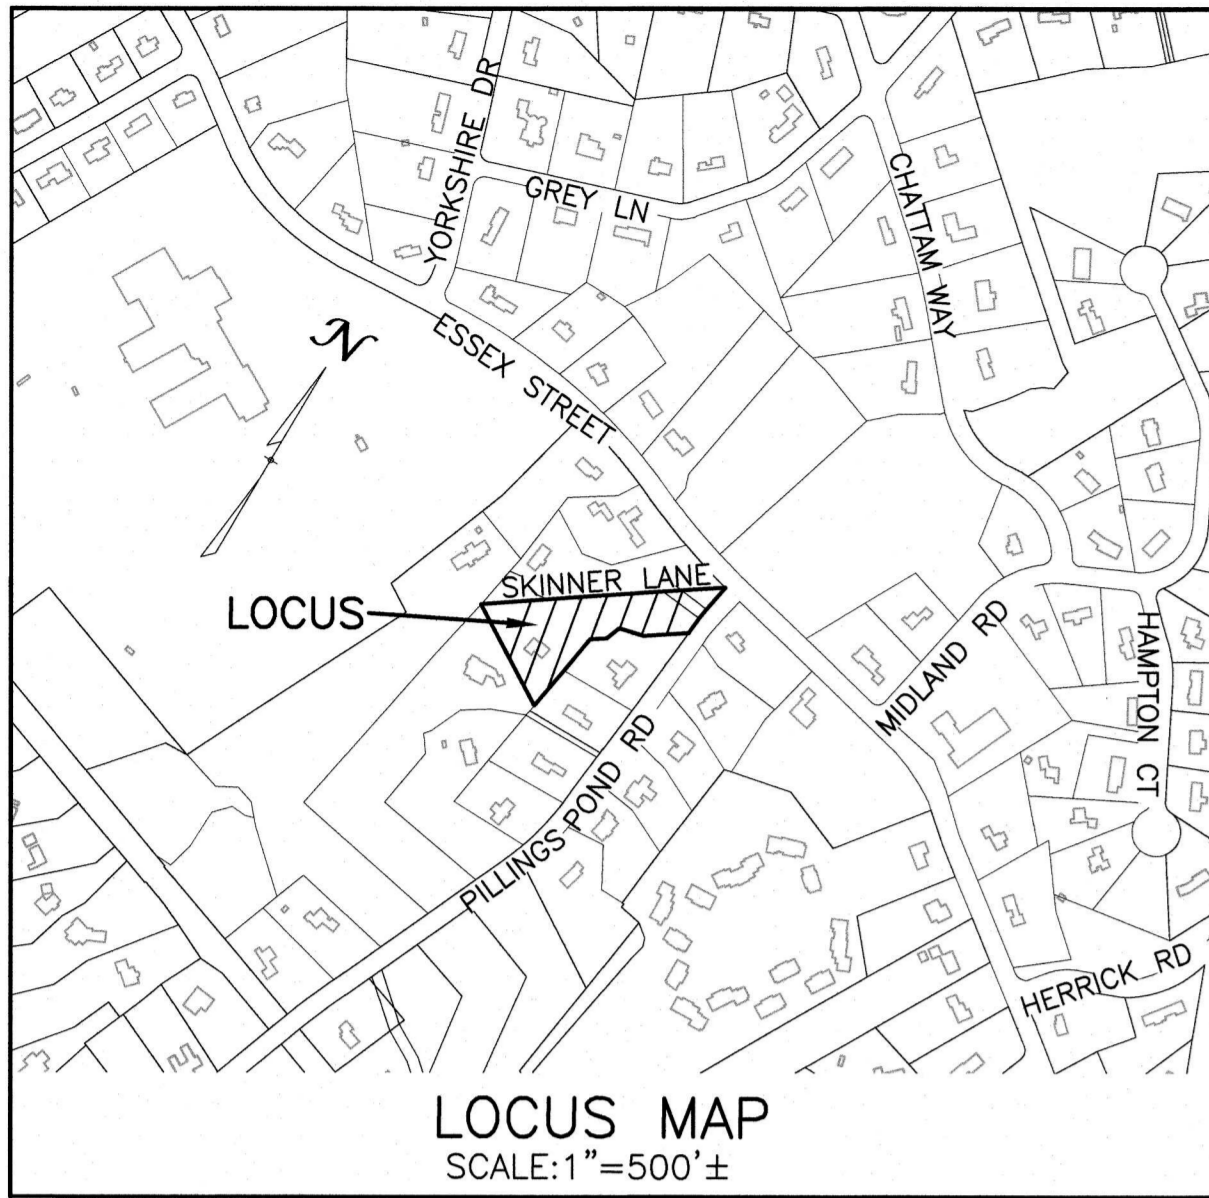 YORKSHIRE DR
GREY LN
CHATTAM WAY
N
ESSEX STREET
SKINNER LANE
LOCUS
MIDLAND RD
HAMPTON CT
PILLINGS POND RD
HERRICK RD
LOCUS MAP
SCALE: 1"=500'±